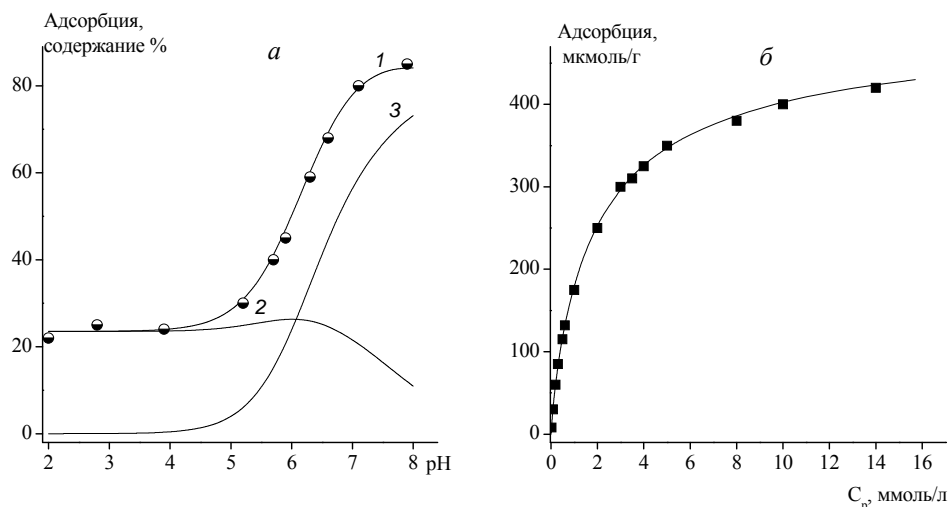 Адсорбция,
содержание %
а
80
60
40
20
0
1
3
2
2 3 4 5 6 7 8 pH
Адсорбция,
мкмоль/г
б
400
300
200
100
0
0 2 4 6 8 10 12 14 16
Cр, ммоль/л